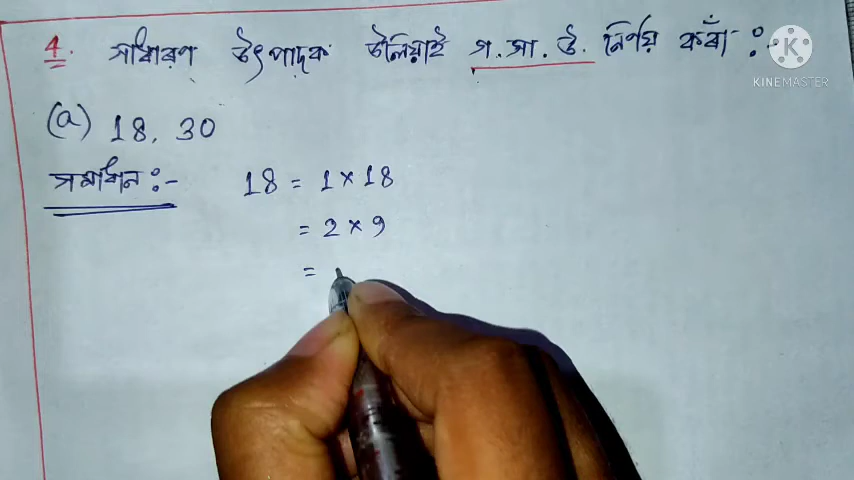 4. সাধাৰণ উৎপাদক উলিয়াই গ.সা.উ. নিৰ্ণয় কৰাঁ :-
K
KINEMASTER
(a) 18, 30
সমাধান :- 18 = 1 × 18
= 2 × 9
=